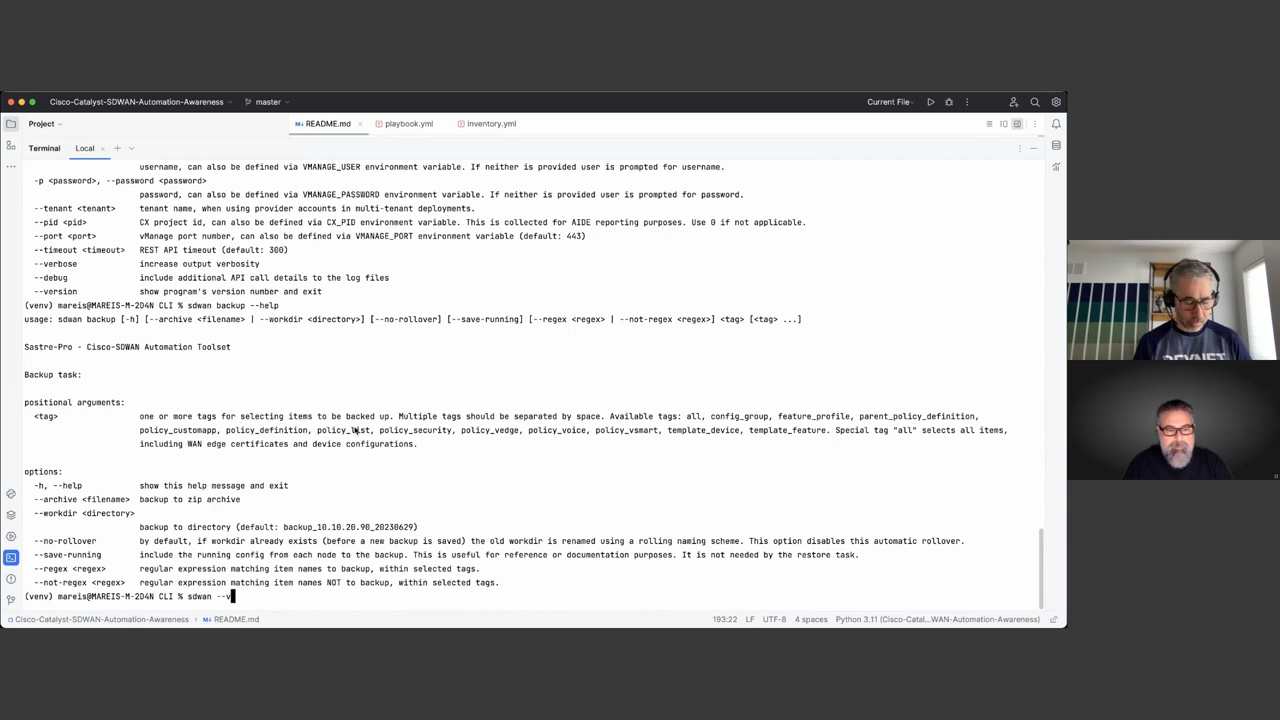 Cisco-Catalyst-SDWAN-Automation-Awareness
master
Current File
Project
README.md
playbook.yml
inventory.yml
Terminal
Local
username, can also be defined via VMANAGE_USER environment variable. If neither is provided user is prompted for username.
-p <password>, --password <password>
password, can also be defined via VMANAGE_PASSWORD environment variable. If neither is provided user is prompted for password.
--tenant <tenant> tenant name, when using provider accounts in multi-tenant deployments.
--pid <pid> CX project id, can also be defined via CX_PID environment variable. This is collected for AIDE reporting purposes. Use 0 if not applicable.
--port <port> vManage port number, can also be defined via VMANAGE_PORT environment variable (default: 443)
--timeout <timeout> REST API timeout (default: 300)
--verbose increase output verbosity
--debug include additional API call details to the log files
--version show program's version number and exit
(venv) mareis@MAREIS-M-2D4N CLI % sdwan backup --help
usage: sdwan backup [-h] [--archive <filename> | --workdir <directory>] [--no-rollover] [--save-running] [--regex <regex> | --not-regex <regex>] <tag> [<tag> ...]
Sastre-Pro - Cisco-SDWAN Automation Toolset
Backup task:
positional arguments:
<tag> one or more tags for selecting items to be backed up. Multiple tags should be separated by space. Available tags: all, config_group, feature_profile, parent_policy_definition,
policy_customapp, policy_definition, policy_list, policy_security, policy_vedge, policy_voice, policy_vsmart, template_device, template_feature. Special tag "all" selects all items,
including WAN edge certificates and device configurations.
options:
-h, --help show this help message and exit
--archive <filename> backup to zip archive
--workdir <directory>
backup to directory (default: backup_10.10.20.90_20230629)
--no-rollover by default, if workdir already exists (before a new backup is saved) the old workdir is renamed using a rolling naming scheme. This option disables this automatic rollover.
--save-running include the running config from each node to the backup. This is useful for reference or documentation purposes. It is not needed by the restore task.
--regex <regex> regular expression matching item names to backup, within selected tags.
--not-regex <regex> regular expression matching item names NOT to backup, within selected tags.
(venv) mareis@MAREIS-M-2D4N CLI % sdwan --v
Cisco-Catalyst-SDWAN-Automation-Awareness > README.md
193:22 LF UTF-8 4 spaces Python 3.11 (Cisco-Catal...WAN-Automation-Awareness)